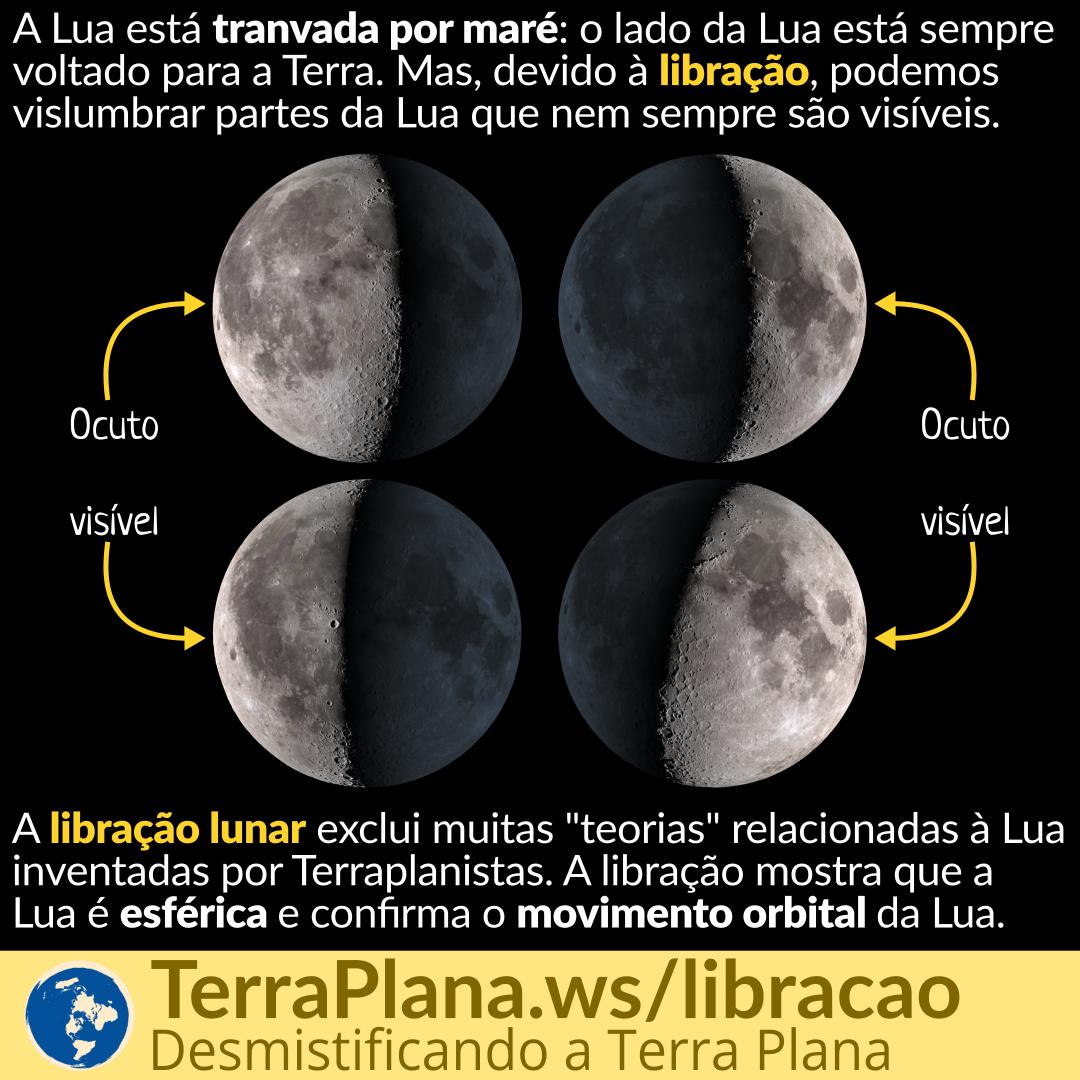 A Lua está tranvada por maré: o lado da Lua está sempre
voltado para a Terra. Mas, devido à libração, podemos
vislumbrar partes da Lua que nem sempre são visíveis.
Ocuto
Ocuto
visível
visível
A libração lunar exclui muitas "teorias" relacionadas à Lua
inventadas por Terraplanistas. A libração mostra que a
Lua é esférica e confirma o movimento orbital da Lua.
TerraPlana.ws/libracao
Desmistificando a Terra Plana